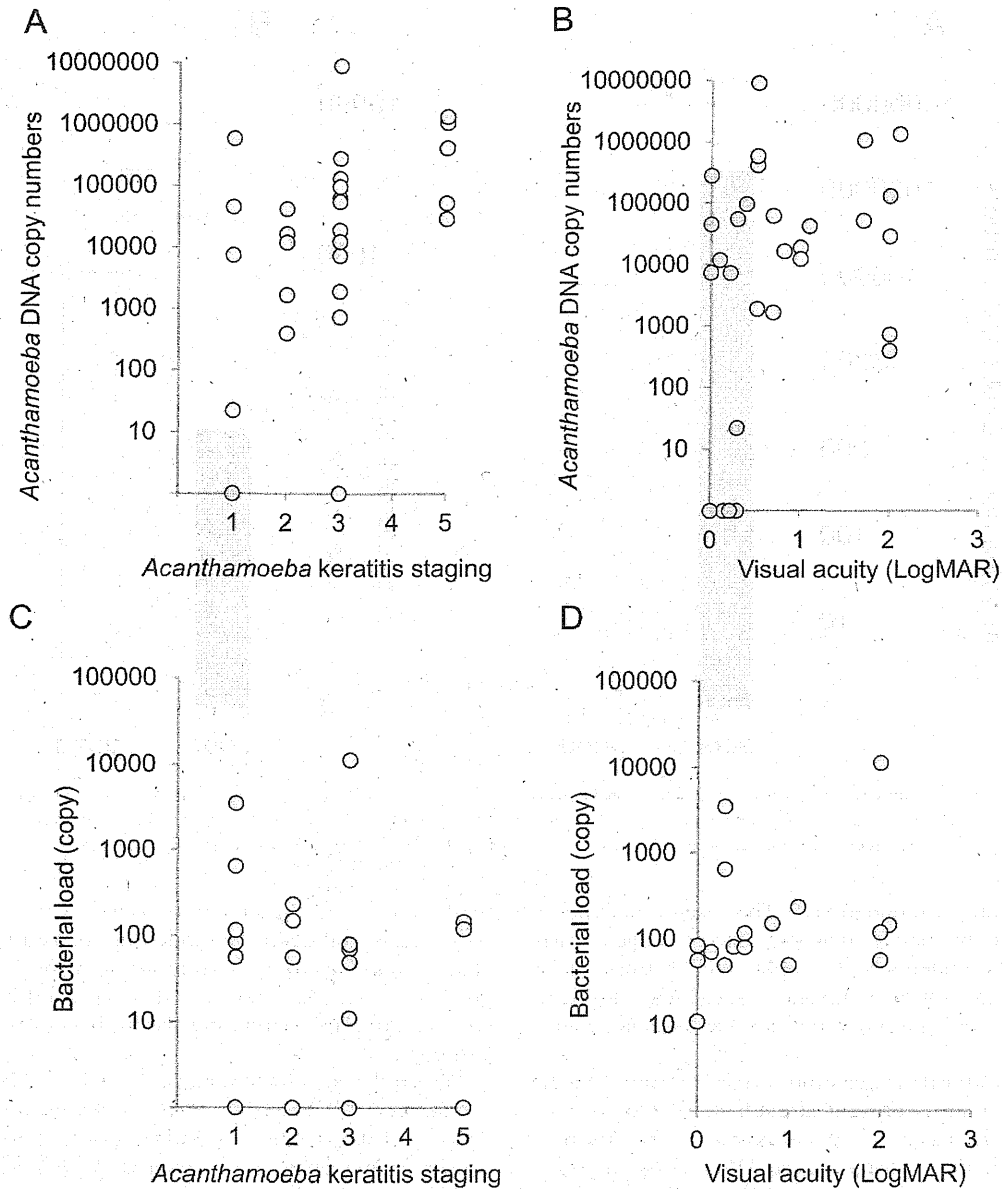 A
10000000
1000000
100000
10000
1000
100
10
Acanthamoeba DNA copy numbers
1 2 3 4 5
Acanthamoeba keratitis staging
B
10000000
1000000
100000
10000
1000
100
10
Acanthamoeba DNA copy numbers
0 1 2 3
Visual acuity (LogMAR)
C
100000
10000
1000
100
10
Bacterial load (copy)
1 2 3 4 5
Acanthamoeba keratitis staging
D
100000
10000
1000
100
10
Bacterial load (copy)
0 1 2 3
Visual acuity (LogMAR)